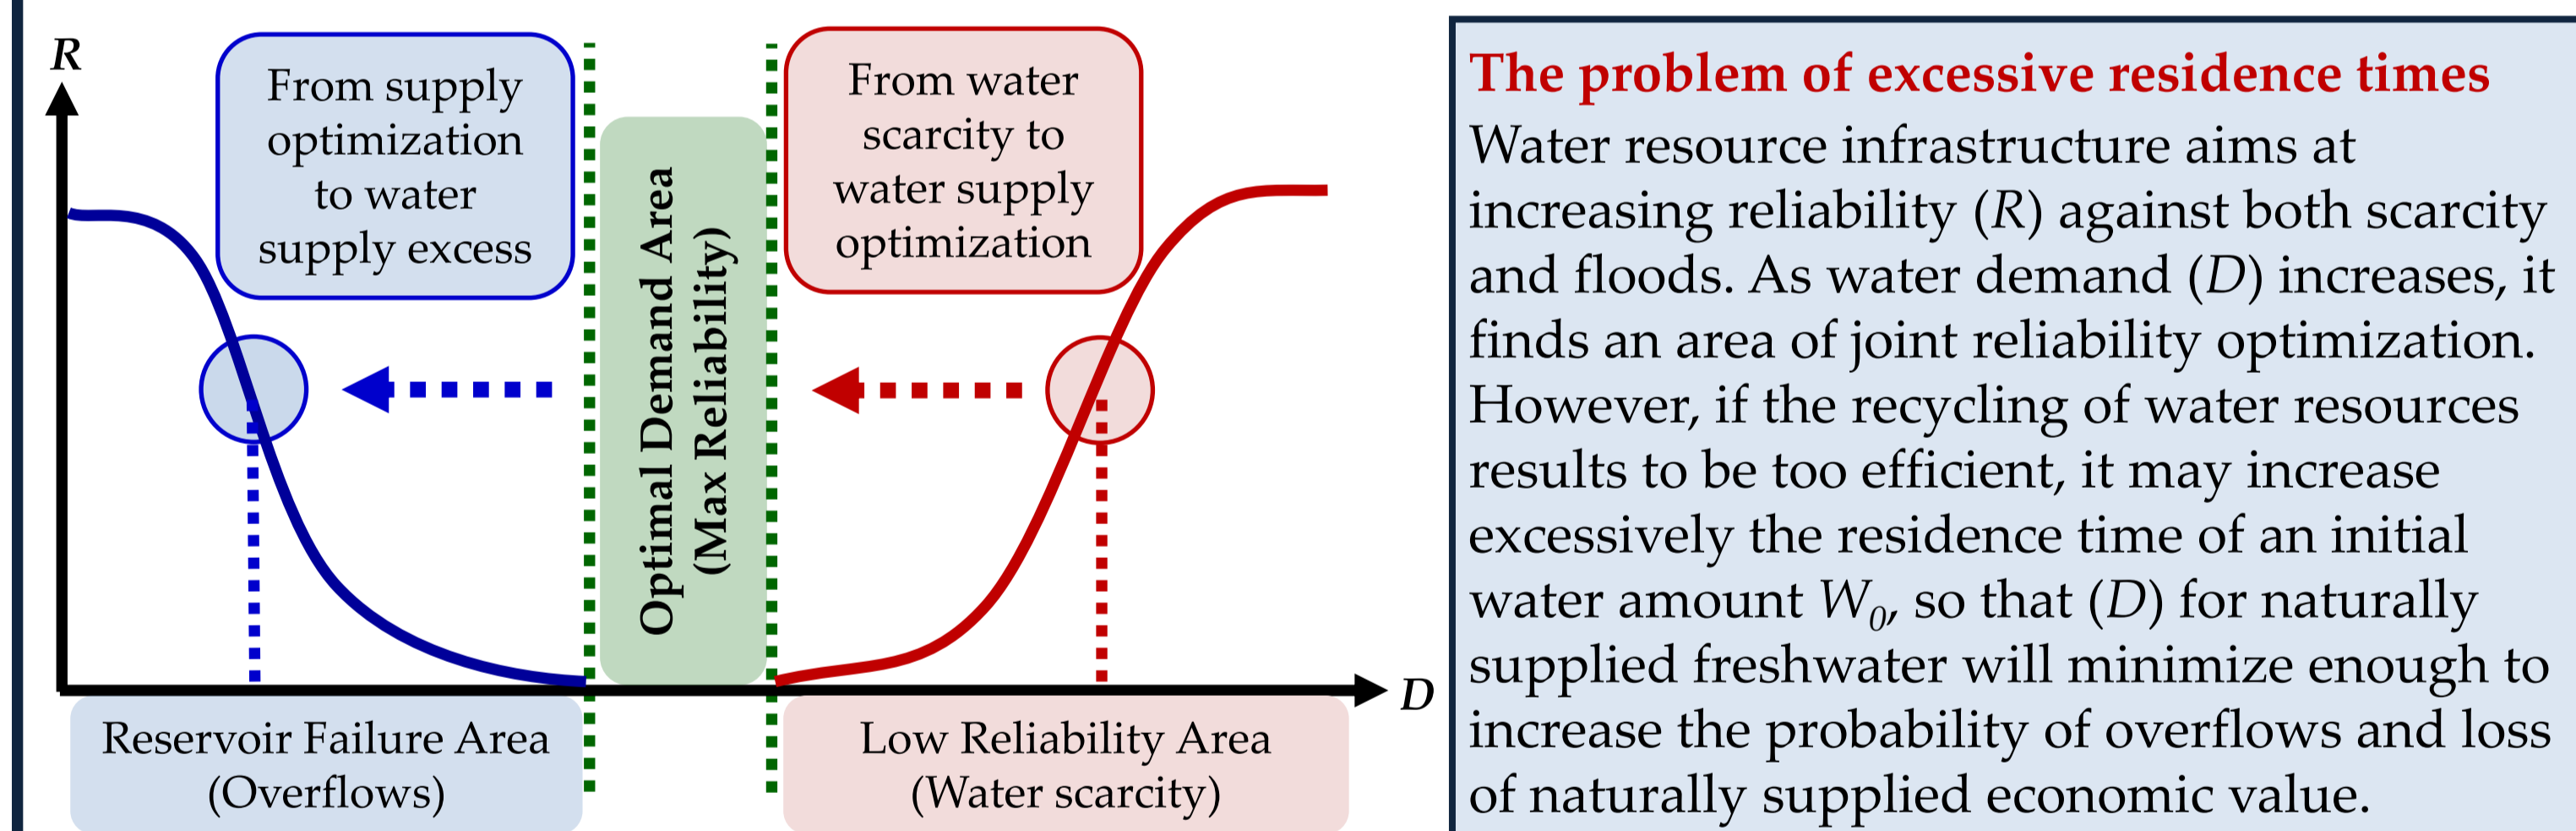 R
From supply
optimization
to water
supply excess
Optimal Demand Area
(Max Reliability)
From water
scarcity to
water supply
optimization
D
Reservoir Failure Area
(Overflows)
Low Reliability Area
(Water scarcity)
The problem of excessive residence times
Water resource infrastructure aims at
increasing reliability (R) against both scarcity
and floods. As water demand (D) increases, it
finds an area of joint reliability optimization.
However, if the recycling of water resources
results to be too efficient, it may increase
excessively the residence time of an initial
water amount W0, so that (D) for naturally
supplied freshwater will minimize enough to
increase the probability of overflows and loss
of naturally supplied economic value.